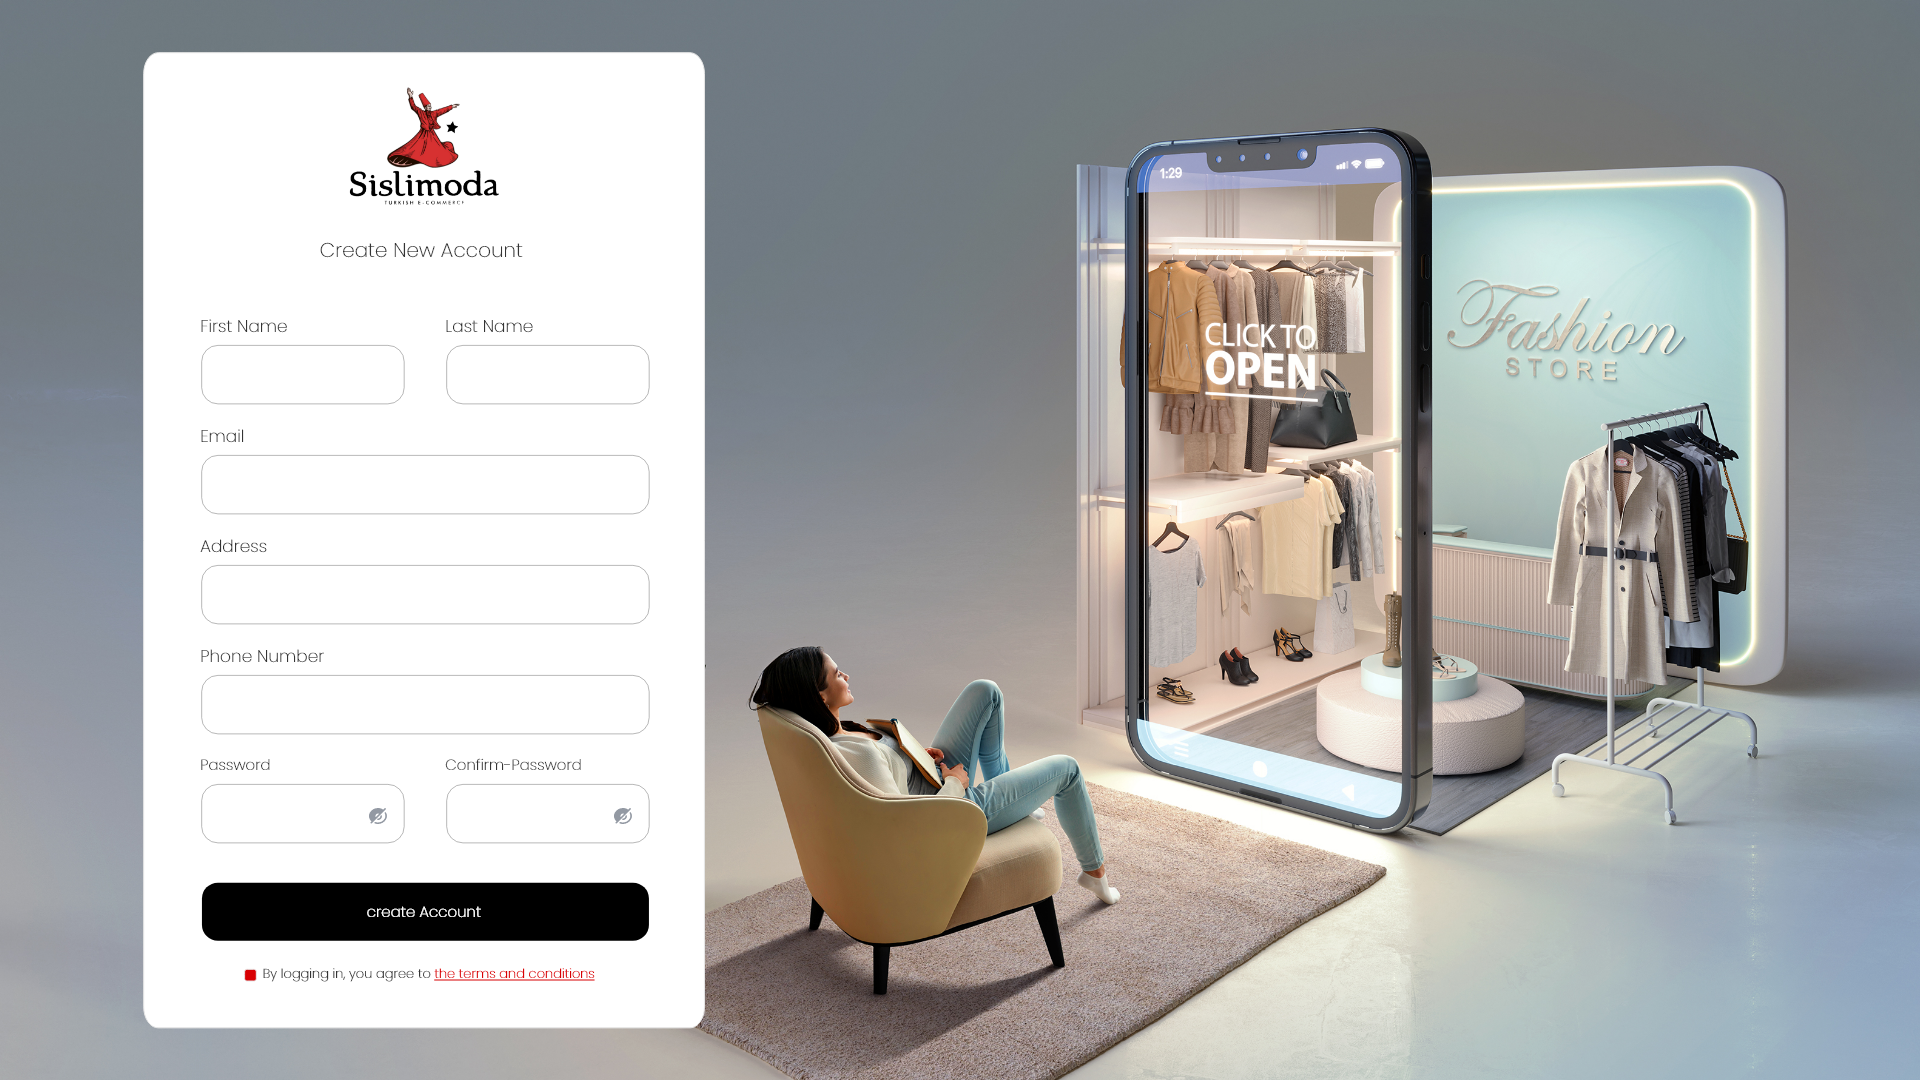 Sislimoda
TURKISH E-COMMERCE
Create New Account
First Name
Last Name
Email
Address
Phone Number
Password
Confirm-Password
create Account
By logging in, you agree to the terms and conditions
1:29
CLICK TO
OPEN
Fashion
STORE